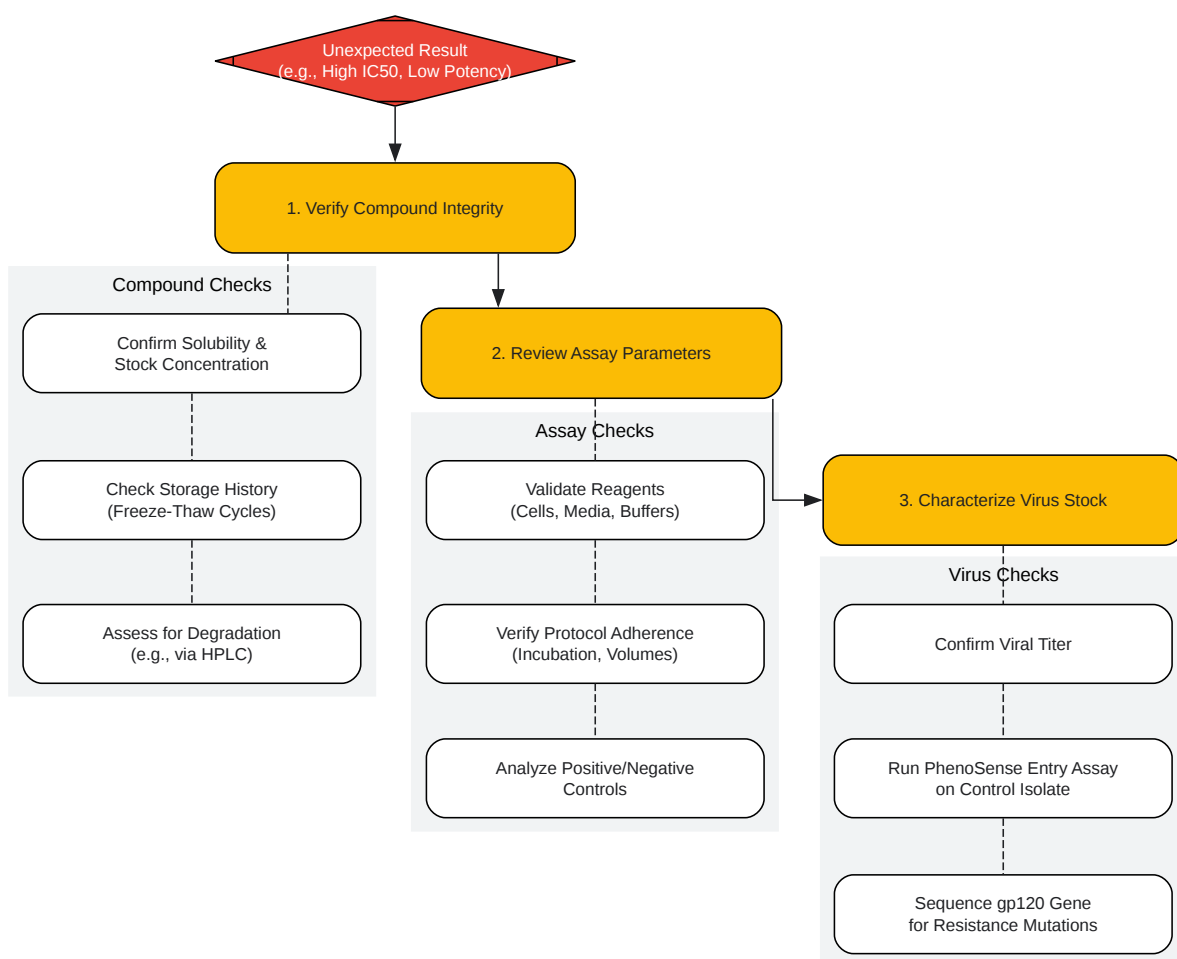 Unexpected Result
(e.g., High IC50, Low Potency)
1. Verify Compound Integrity
Compound Checks
Confirm Solubility &
Stock Concentration
Check Storage History
(Freeze-Thaw Cycles)
Assess for Degradation
(e.g., via HPLC)
2. Review Assay Parameters
Assay Checks
Validate Reagents
(Cells, Media, Buffers)
Verify Protocol Adherence
(Incubation, Volumes)
Analyze Positive/Negative
Controls
3. Characterize Virus Stock
Virus Checks
Confirm Viral Titer
Run PhenoSense Entry Assay
on Control Isolate
Sequence gp120 Gene
for Resistance Mutations